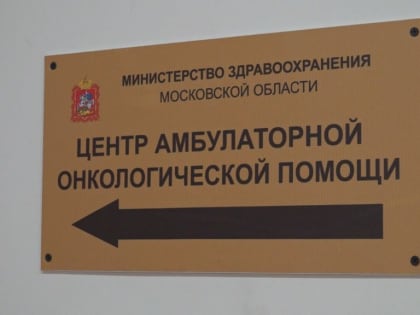 МИНИСТЕРСТВО ЗДРАВООХРАНЕНИЯ
МОСКОВСКОЙ ОБЛАСТИ
ЦЕНТР АМБУЛАТОРНОЙ
ОНКОЛОГИЧЕСКОЙ ПОМОЩИ